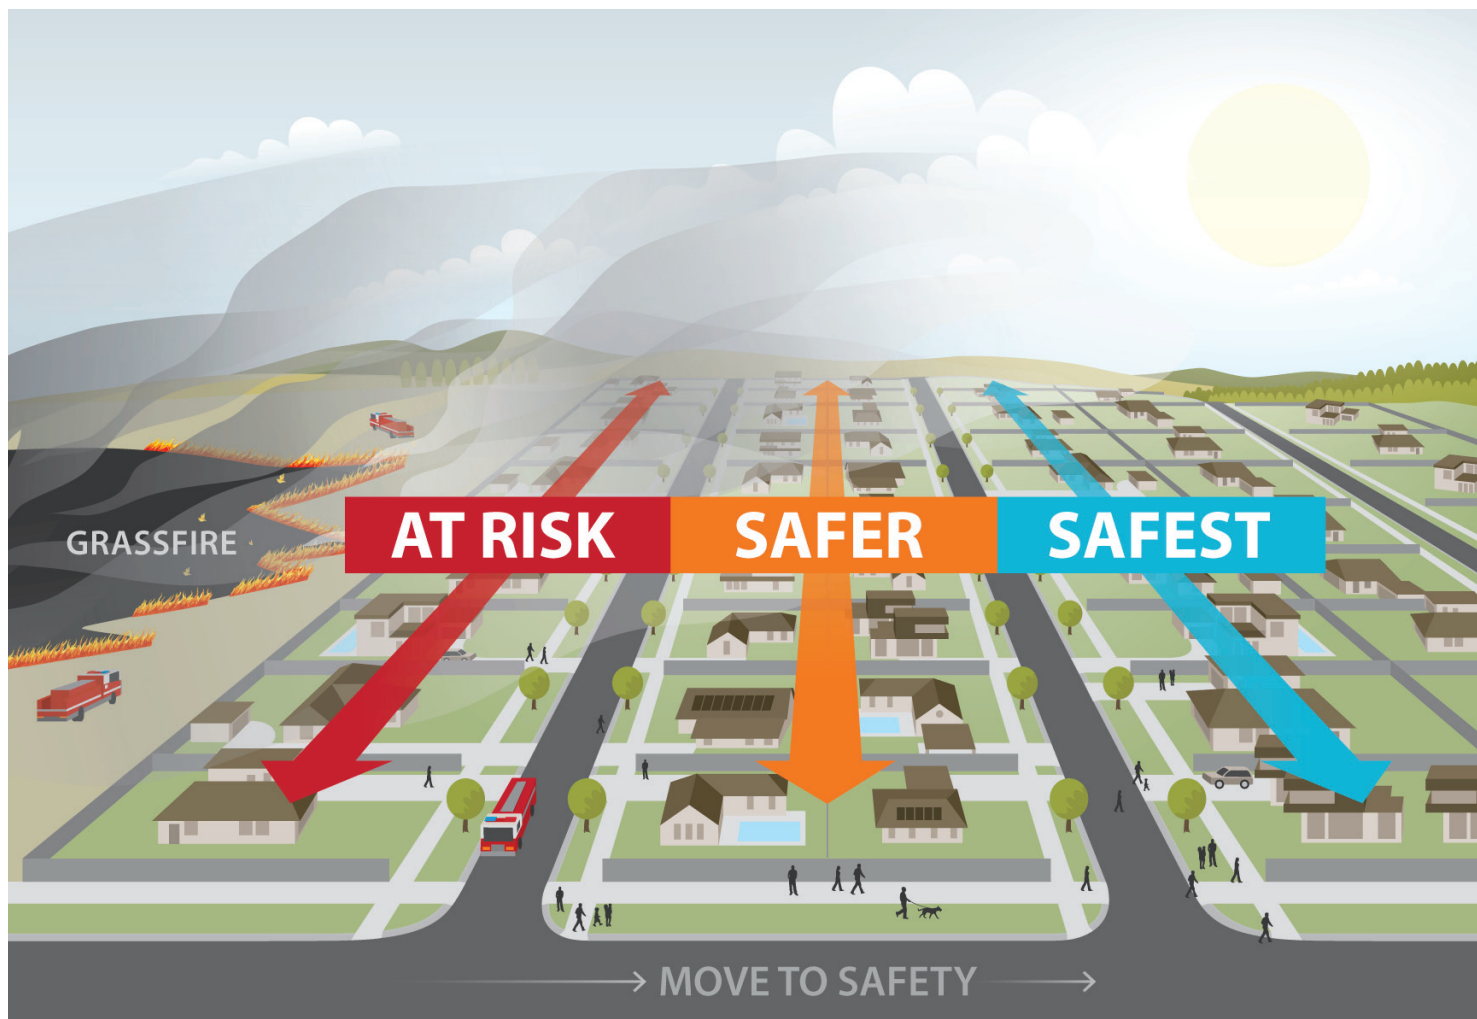 GRASSFIRE
AT RISK
SAFER
SAFEST
MOVE TO SAFETY